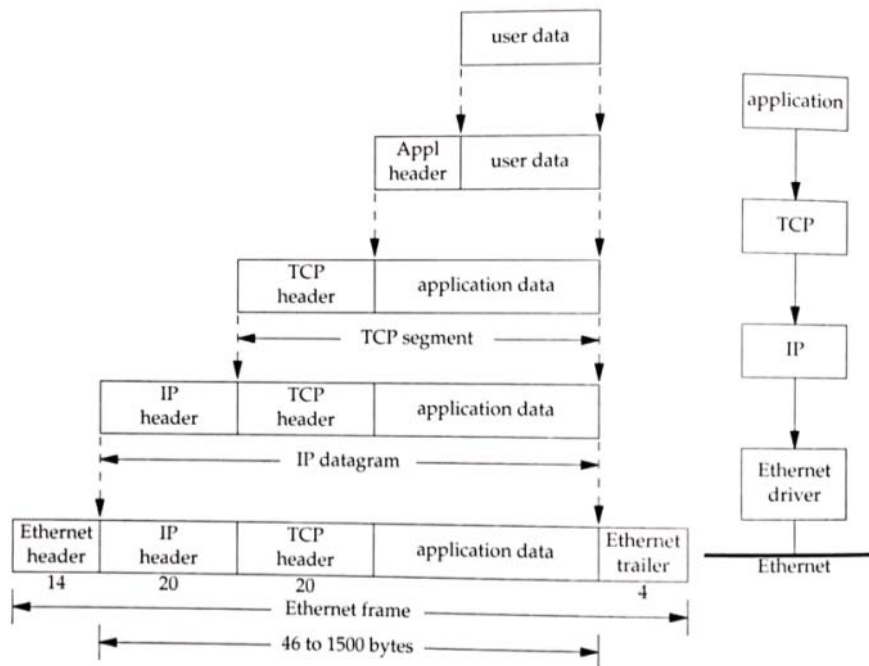 user data
application
Appl
header
user data
TCP
header
application data
TCP
TCP segment
IP
header
TCP
header
application data
IP
IP datagram
Ethernet
driver
Ethernet
header
IP
header
TCP
header
application data
Ethernet
trailer
Ethernet
14
20
20
4
Ethernet frame
46 to 1500 bytes